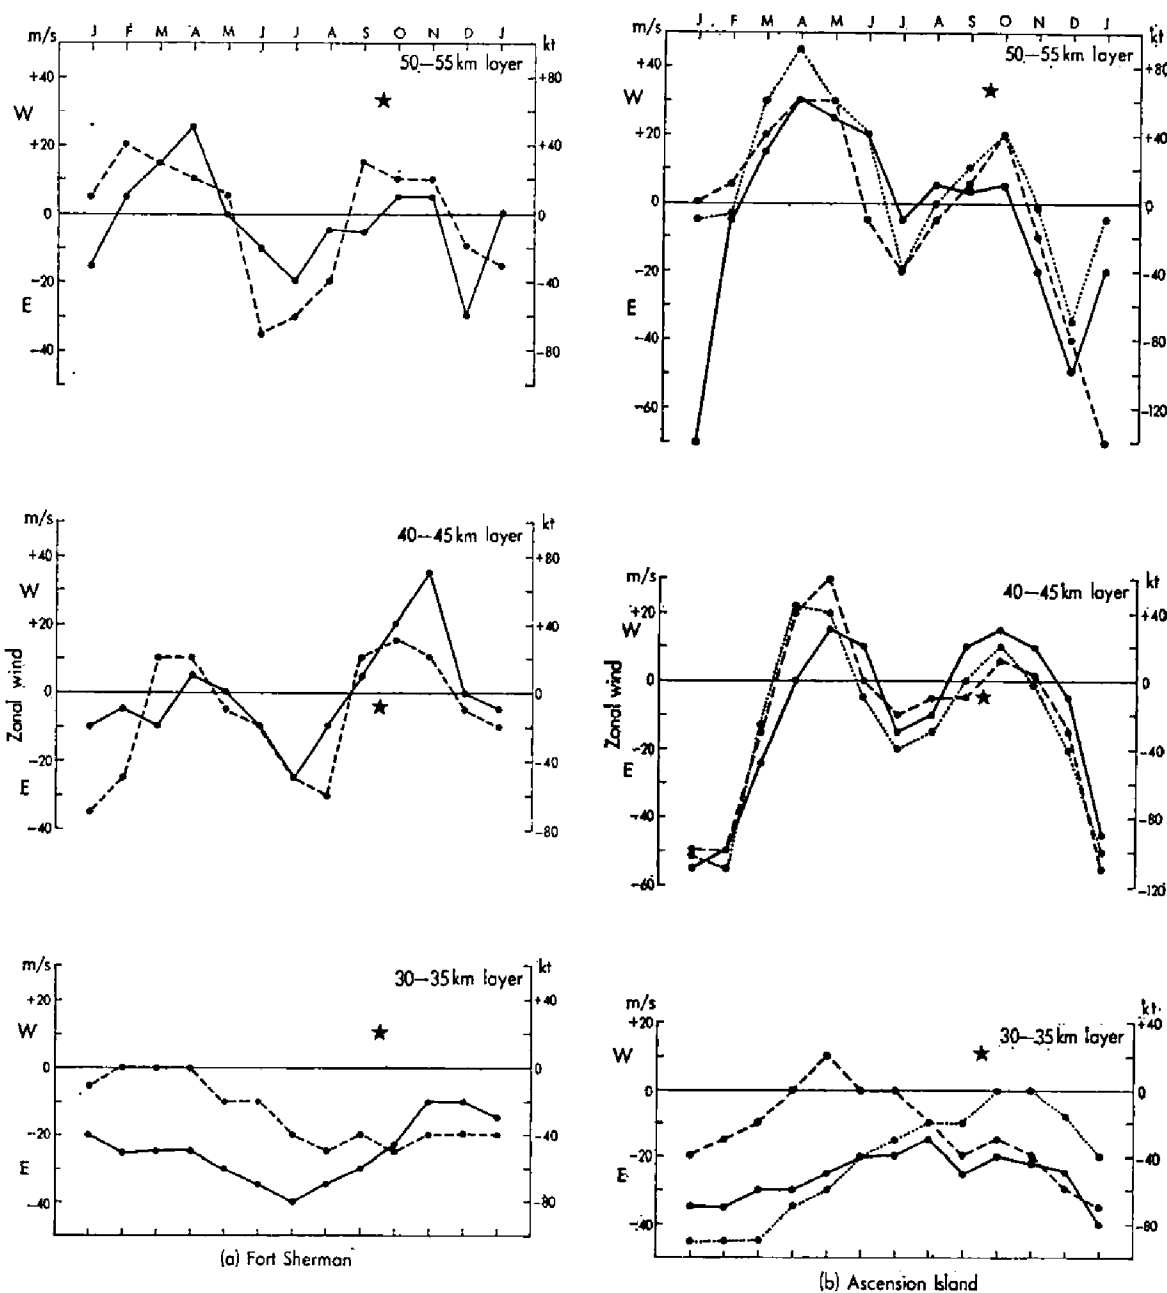 J F M A M J J A S O N D J
m/s kt
50–55 km layer
+40 +80
W
+20 +40
0 0
-20 -40
E
-40 -80
J F M A M J J A S O N D J
m/s kt
50–55 km layer
+40 +80
W
+20 +40
0 0
-20 -40
E
-40 -80
-60 -120
m/s kt
40–45 km layer
+40 +80
W
+20 +40
0 0
Zonal wind
-20 -40
E
-40 -80
m/s kt
40–45 km layer
+20 +40
W
0 0
Zonal wind
-20 -40
E
-40 -80
-60 -120
m/s kt
30–35 km layer
+20 +40
W
0 0
-20 -40
E
-40 -80
(a) Fort Sherman
m/s kt
+20 +40
30–35 km layer
W
0 0
-20 -40
E
-40 -80
(b) Ascension Island